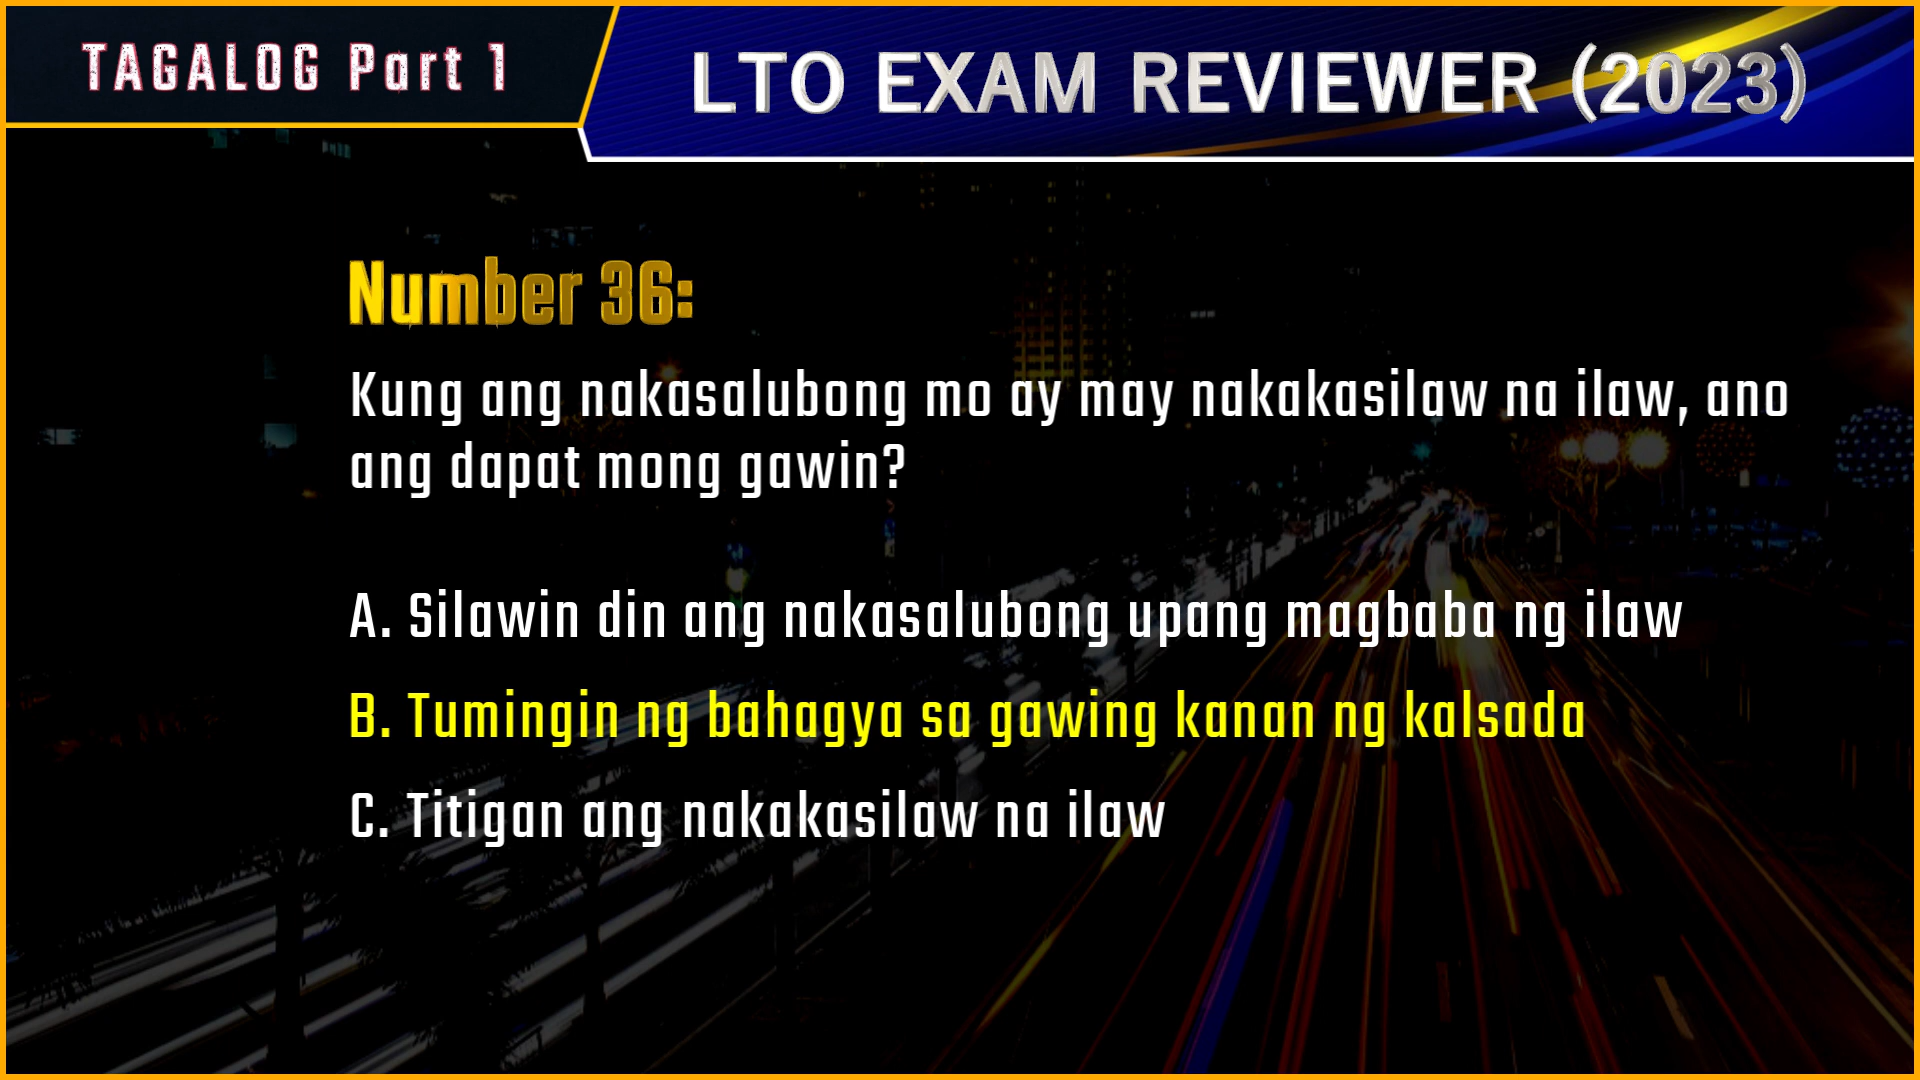 TAGALOG Part 1
LTO EXAM REVIEWER (2023)
Number 36:
Kung ang nakasalubong mo ay may nakakasilaw na ilaw, ano
ang dapat mong gawin?
A. Silawin din ang nakasalubong upang magbaba ng ilaw
B. Tumingin ng bahagya sa gawing kanan ng kalsada
C. Titigan ang nakakasilaw na ilaw